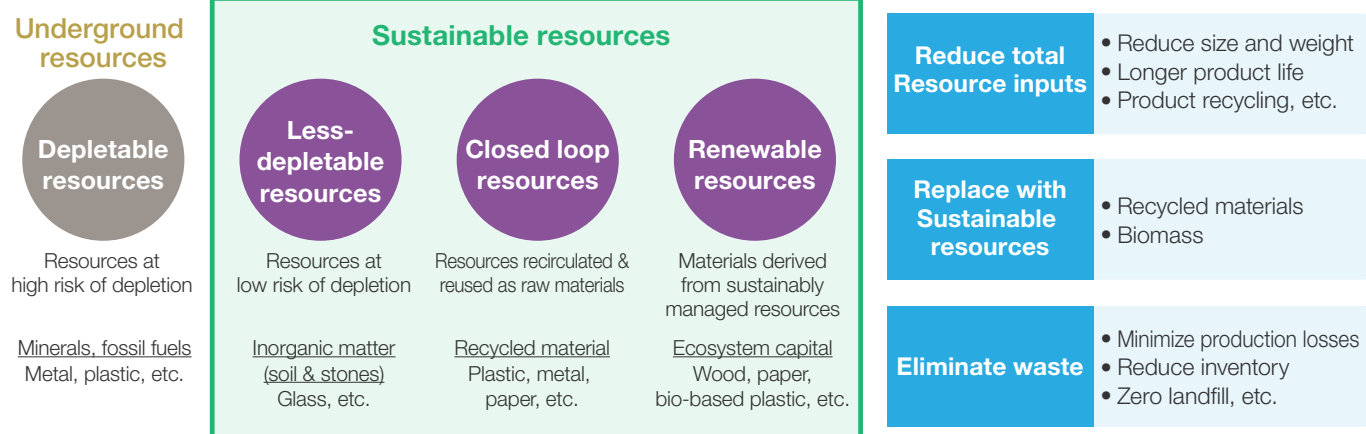 Underground
resources
Depletable
resources
Resources at
high risk of depletion
Minerals, fossil fuels
Metal, plastic, etc.
Sustainable resources
Less-
depletable
resources
Resources at
low risk of depletion
Inorganic matter
(soil & stones)
Glass, etc.
Closed loop
resources
Resources recirculated &
reused as raw materials
Recycled material
Plastic, metal,
paper, etc.
Renewable
resources
Materials derived
from sustainably
managed resources
Ecosystem capital
Wood, paper,
bio-based plastic, etc.
Reduce total
Resource inputs
• Reduce size and weight
• Longer product life
• Product recycling, etc.
Replace with
Sustainable
resources
• Recycled materials
• Biomass
Eliminate waste
• Minimize production losses
• Reduce inventory
• Zero landfill, etc.